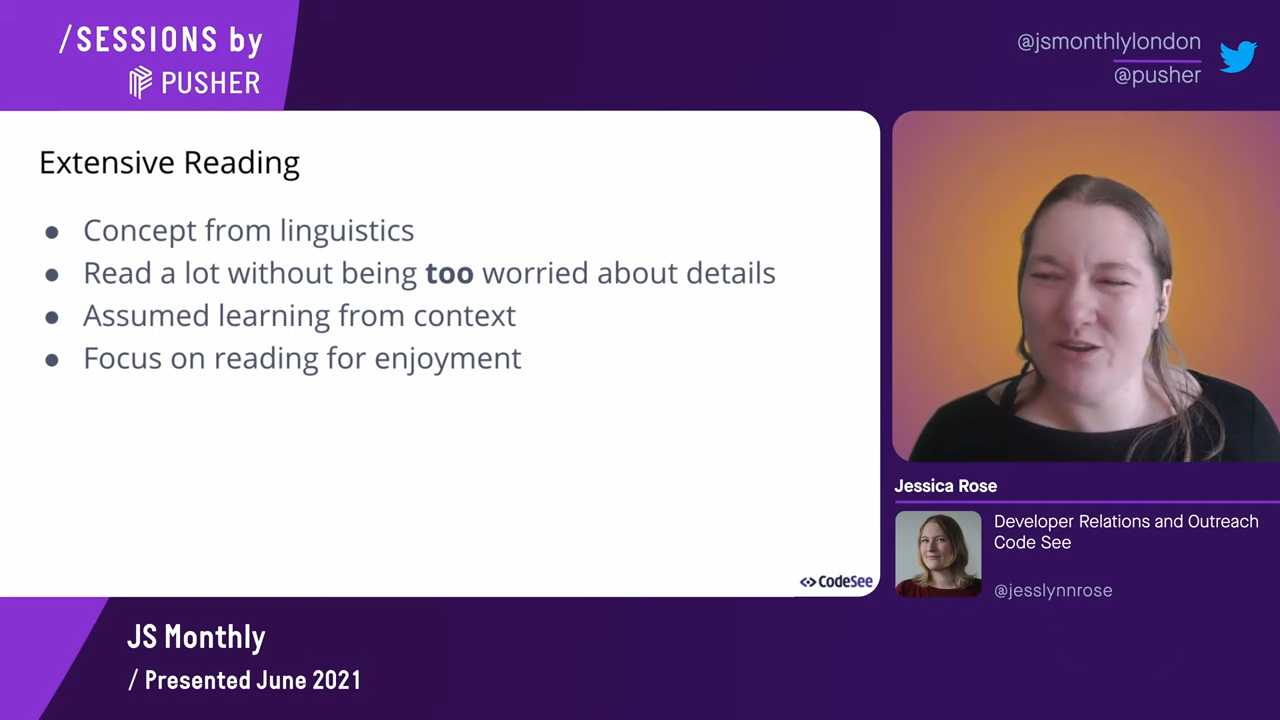 /SESSIONS by
PUSHER
@jsmonthlylondon
@pusher
Extensive Reading
● Concept from linguistics
● Read a lot without being too worried about details
● Assumed learning from context
● Focus on reading for enjoyment
CodeSee
Jessica Rose
Developer Relations and Outreach
Code See
@jesslynnrose
JS Monthly
/ Presented June 2021